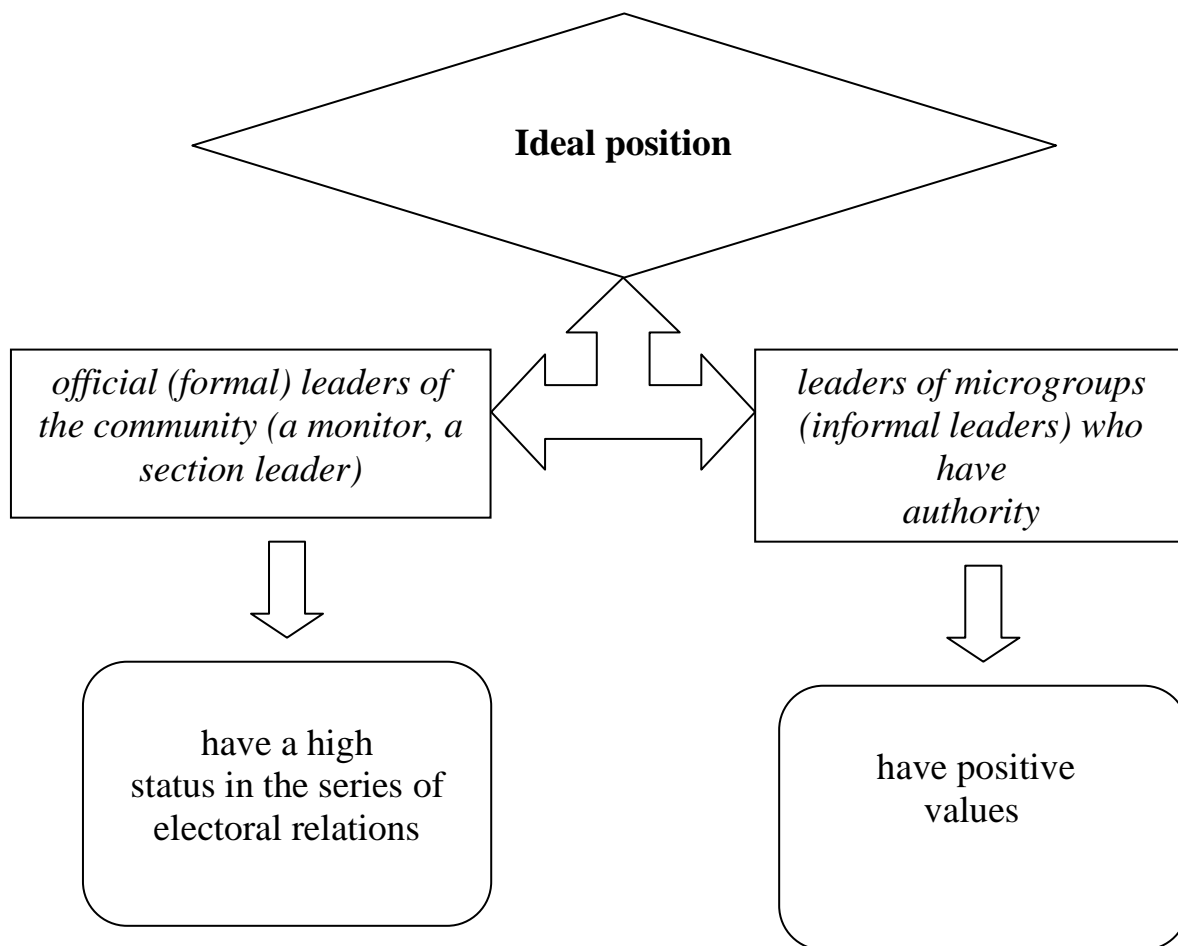 Ideal position
official (formal) leaders of
the community (a monitor, a
section leader)
leaders of microgroups
(informal leaders) who
have
authority
have a high
status in the series of
electoral relations
have positive
values